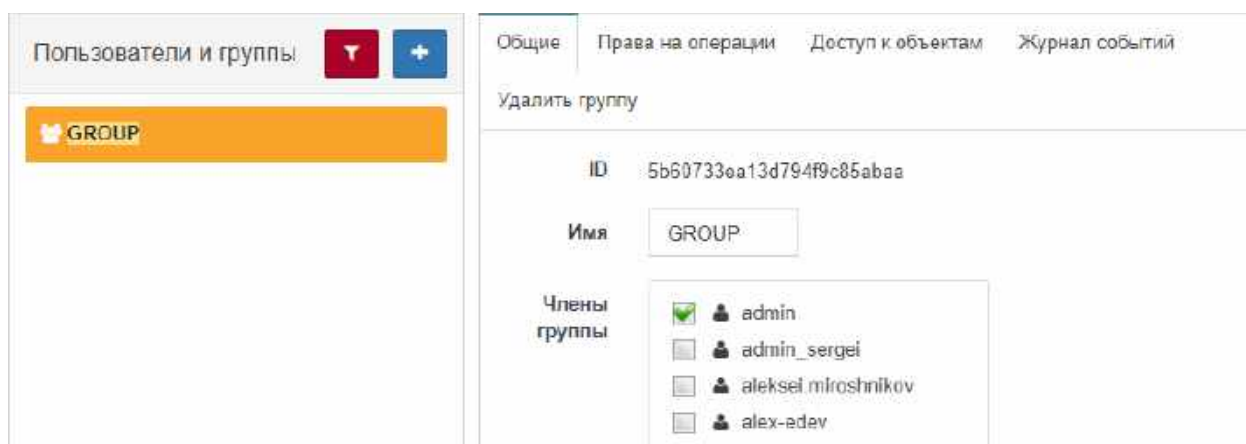 Пользователи и группы
GROUP
Общие Права на операции Доступ к объектам Журнал событий
Удалить группу
ID 5b60733ea13d794f9c85abaa
Имя GROUP
Члены группы
admin
admin_sergei
aleksei.miroshnikov
alex-edev